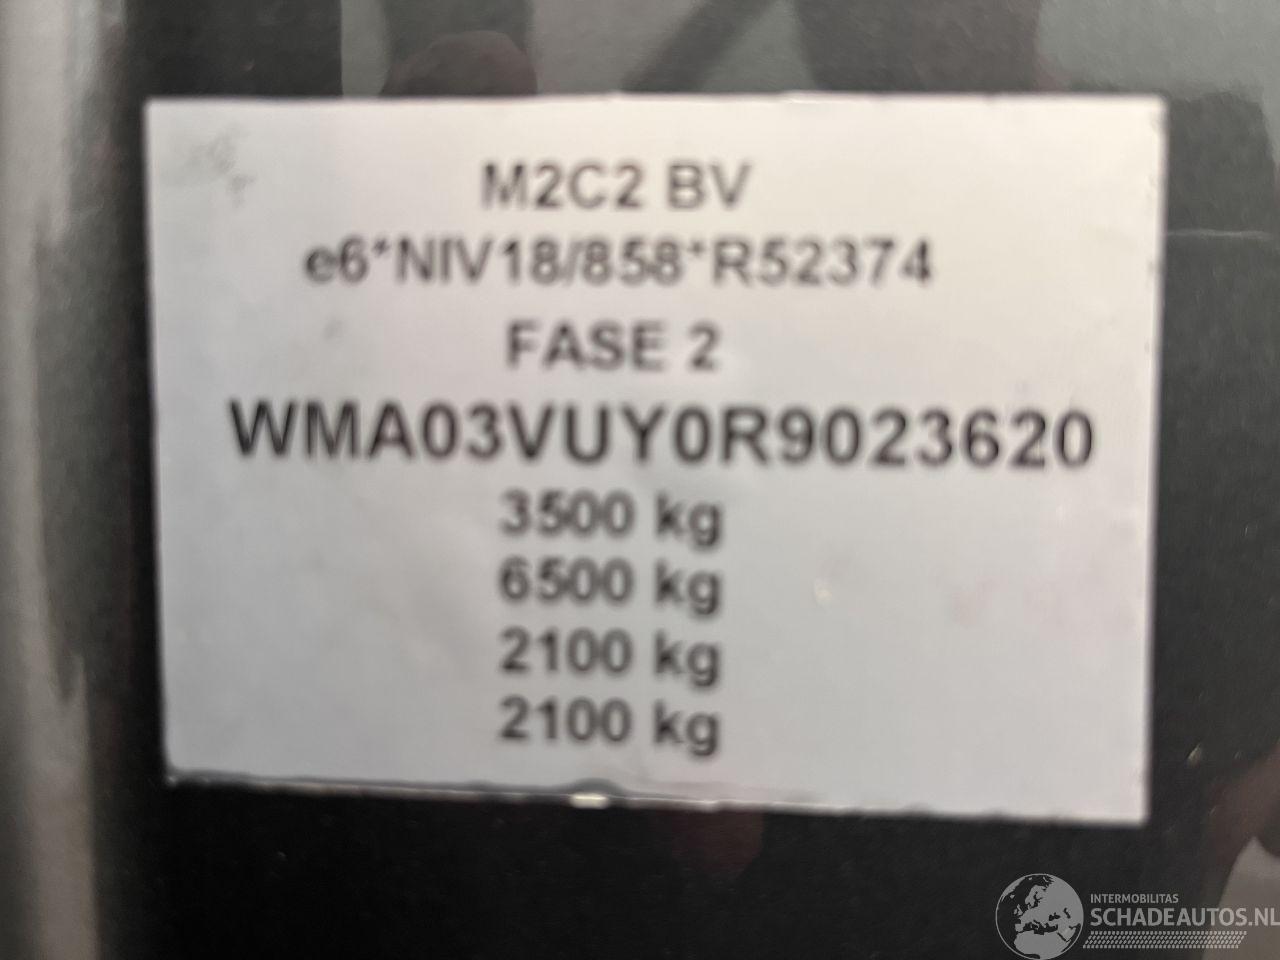 M2C2 BV
e6*NIV18/858*R52374
FASE 2
WMA03VUY0R9023620
3500 kg
6500 kg
2100 kg
2100 kg
INTERMOBILITAS
SCHADEAUTOS.NL